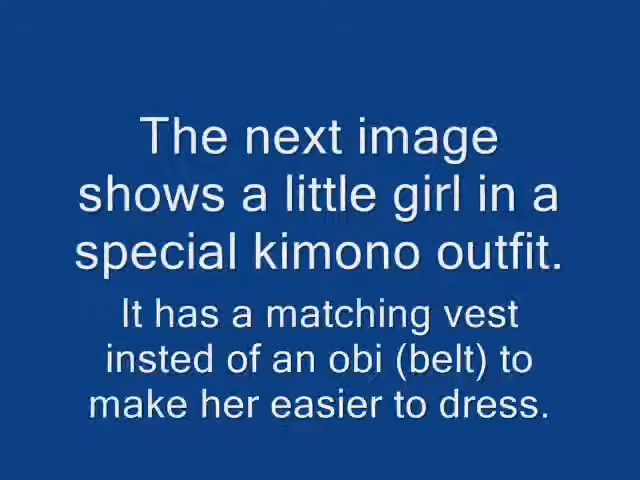 The next image
shows a little girl in a
special kimono outfit.
It has a matching vest
insted of an obi (belt) to
make her easier to dress.